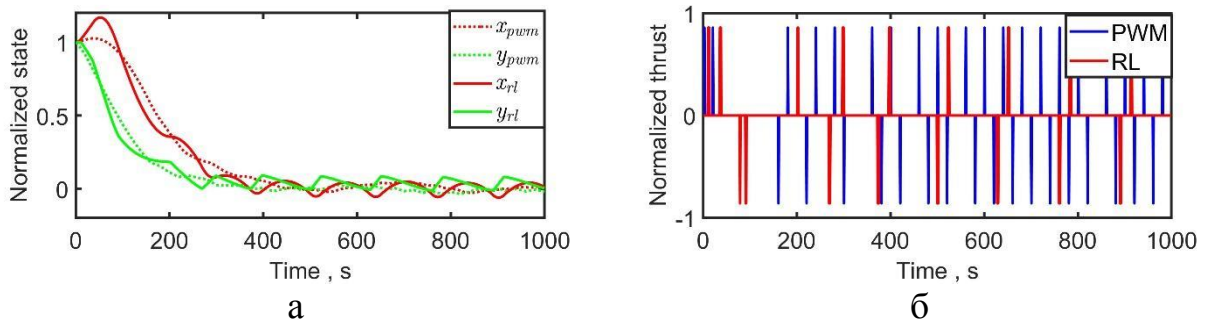 Normalized state
1
0.5
0
0 200 400 600 800 1000
Time , s
x_pwm
y_pwm
x_rl
y_rl
а
Normalized thrust
1
0
-1
0 200 400 600 800 1000
Time , s
PWM
RL
б